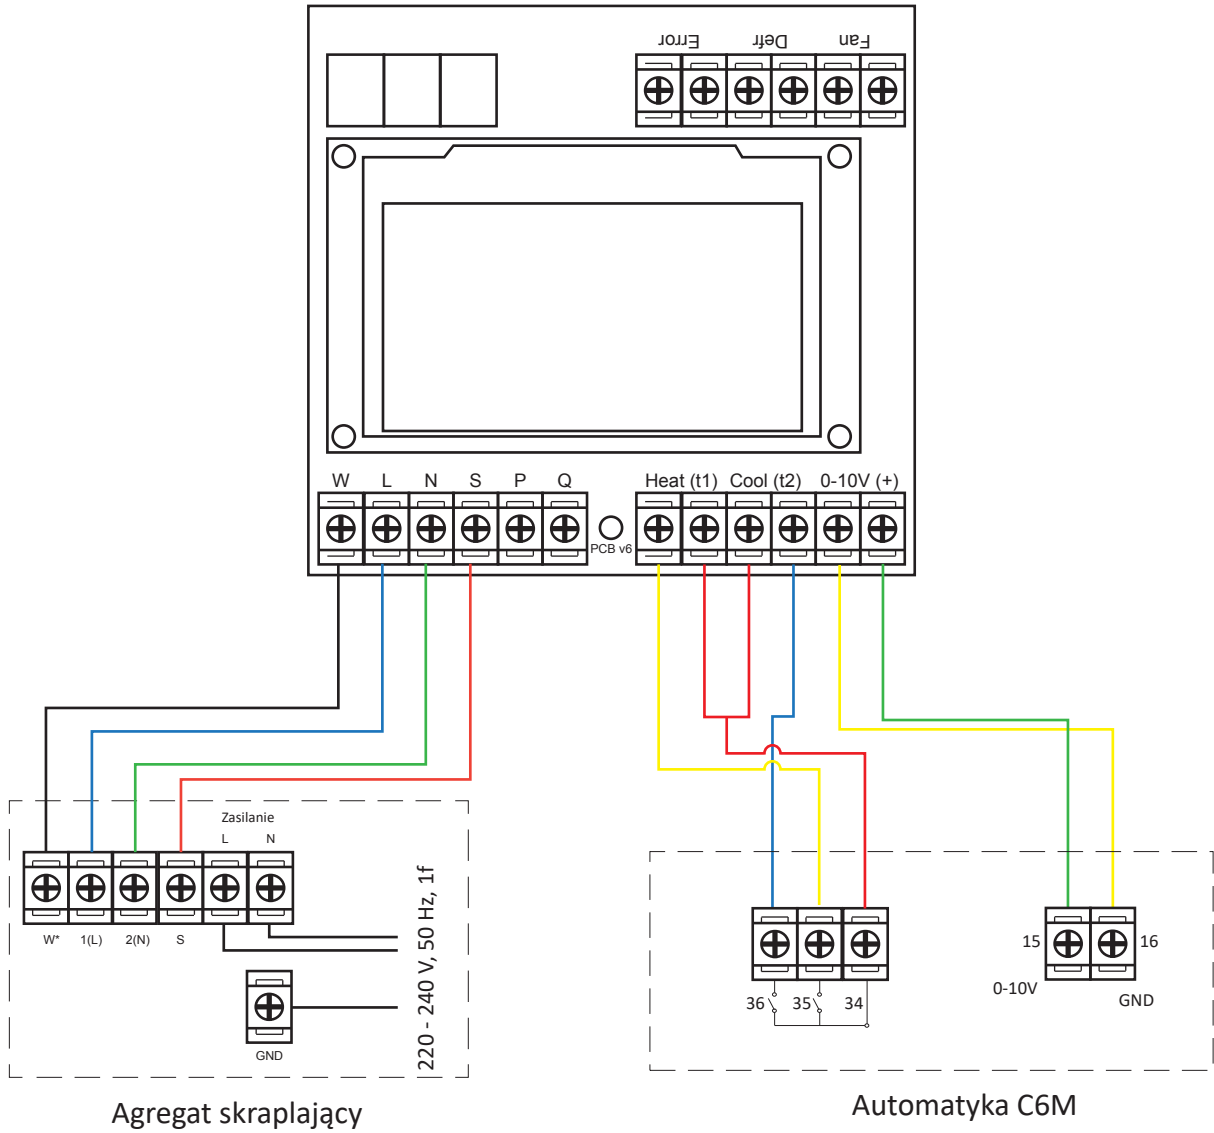 Error Defr Fan
W L N S P Q
Heat (t1) Cool (t2) 0-10V (+)
PCB v6
Zasilanie
L N
W* 1(L) 2(N) S
220 - 240 V, 50 Hz, 1f
GND
Agregat skraplający
36 35 34
15 16
0-10V
GND
Automatyka C6M